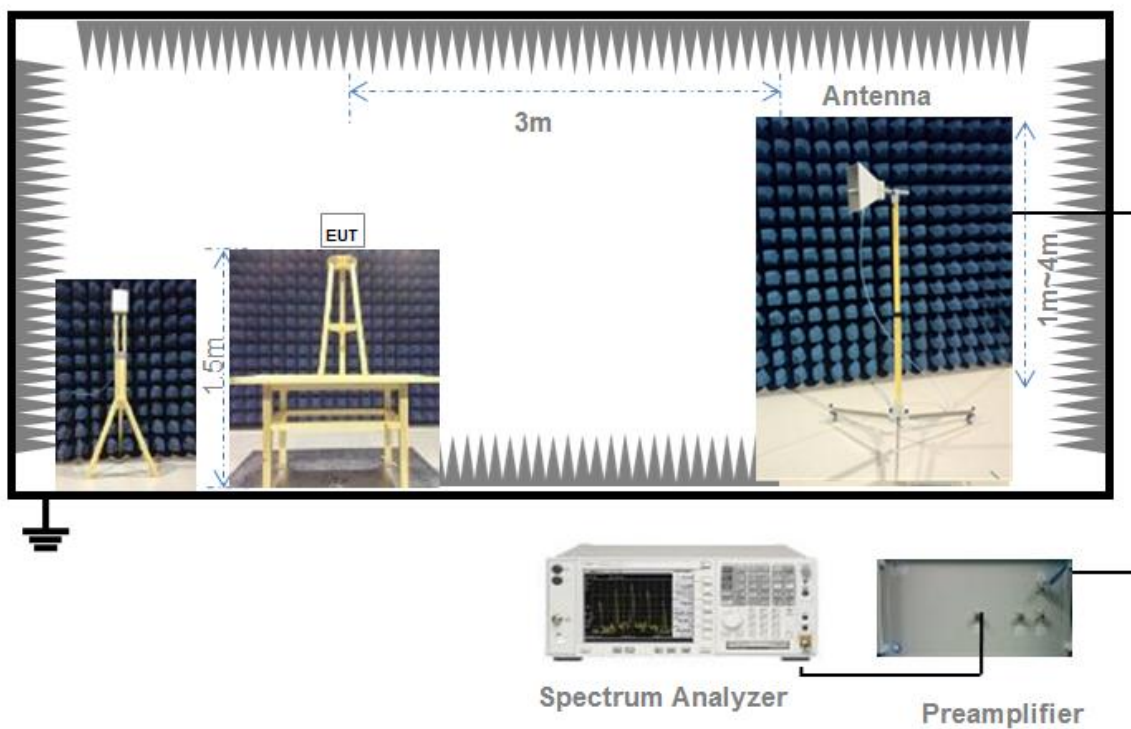 Antenna
3m
EUT
1.5m
1m~4m
Spectrum Analyzer
Preamplifier